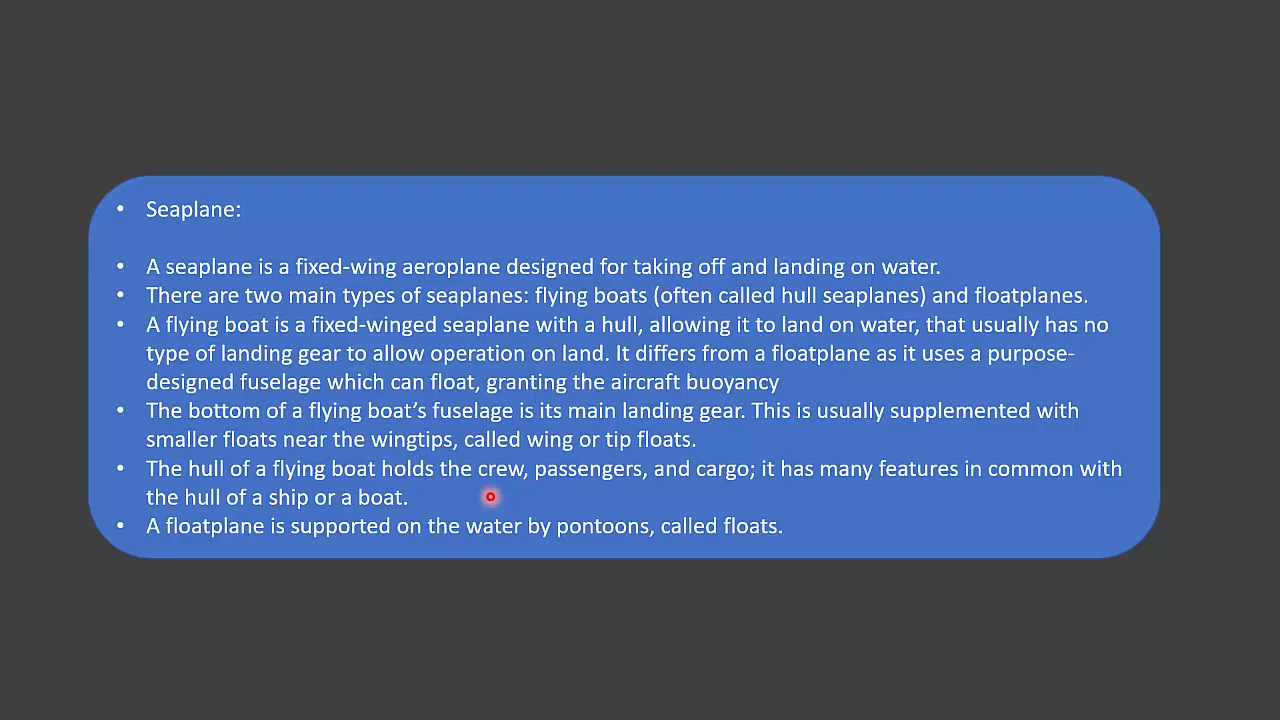 • Seaplane:
• A seaplane is a fixed-wing aeroplane designed for taking off and landing on water.
• There are two main types of seaplanes: flying boats (often called hull seaplanes) and floatplanes.
• A flying boat is a fixed-winged seaplane with a hull, allowing it to land on water, that usually has no
type of landing gear to allow operation on land. It differs from a floatplane as it uses a purpose-
designed fuselage which can float, granting the aircraft buoyancy
• The bottom of a flying boat’s fuselage is its main landing gear. This is usually supplemented with
smaller floats near the wingtips, called wing or tip floats.
• The hull of a flying boat holds the crew, passengers, and cargo; it has many features in common with
the hull of a ship or a boat.
• A floatplane is supported on the water by pontoons, called floats.